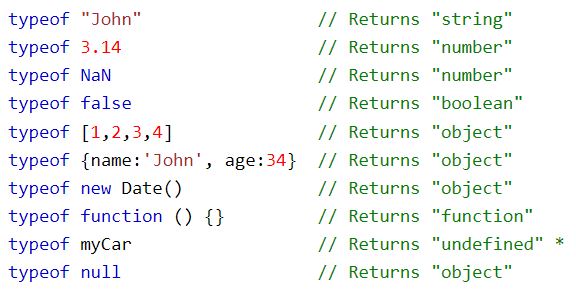 typeof "John" // Returns "string"
typeof 3.14 // Returns "number"
typeof NaN // Returns "number"
typeof false // Returns "boolean"
typeof [1,2,3,4] // Returns "object"
typeof {name:'John', age:34} // Returns "object"
typeof new Date() // Returns "object"
typeof function () {} // Returns "function"
typeof myCar // Returns "undefined" *
typeof null // Returns "object"